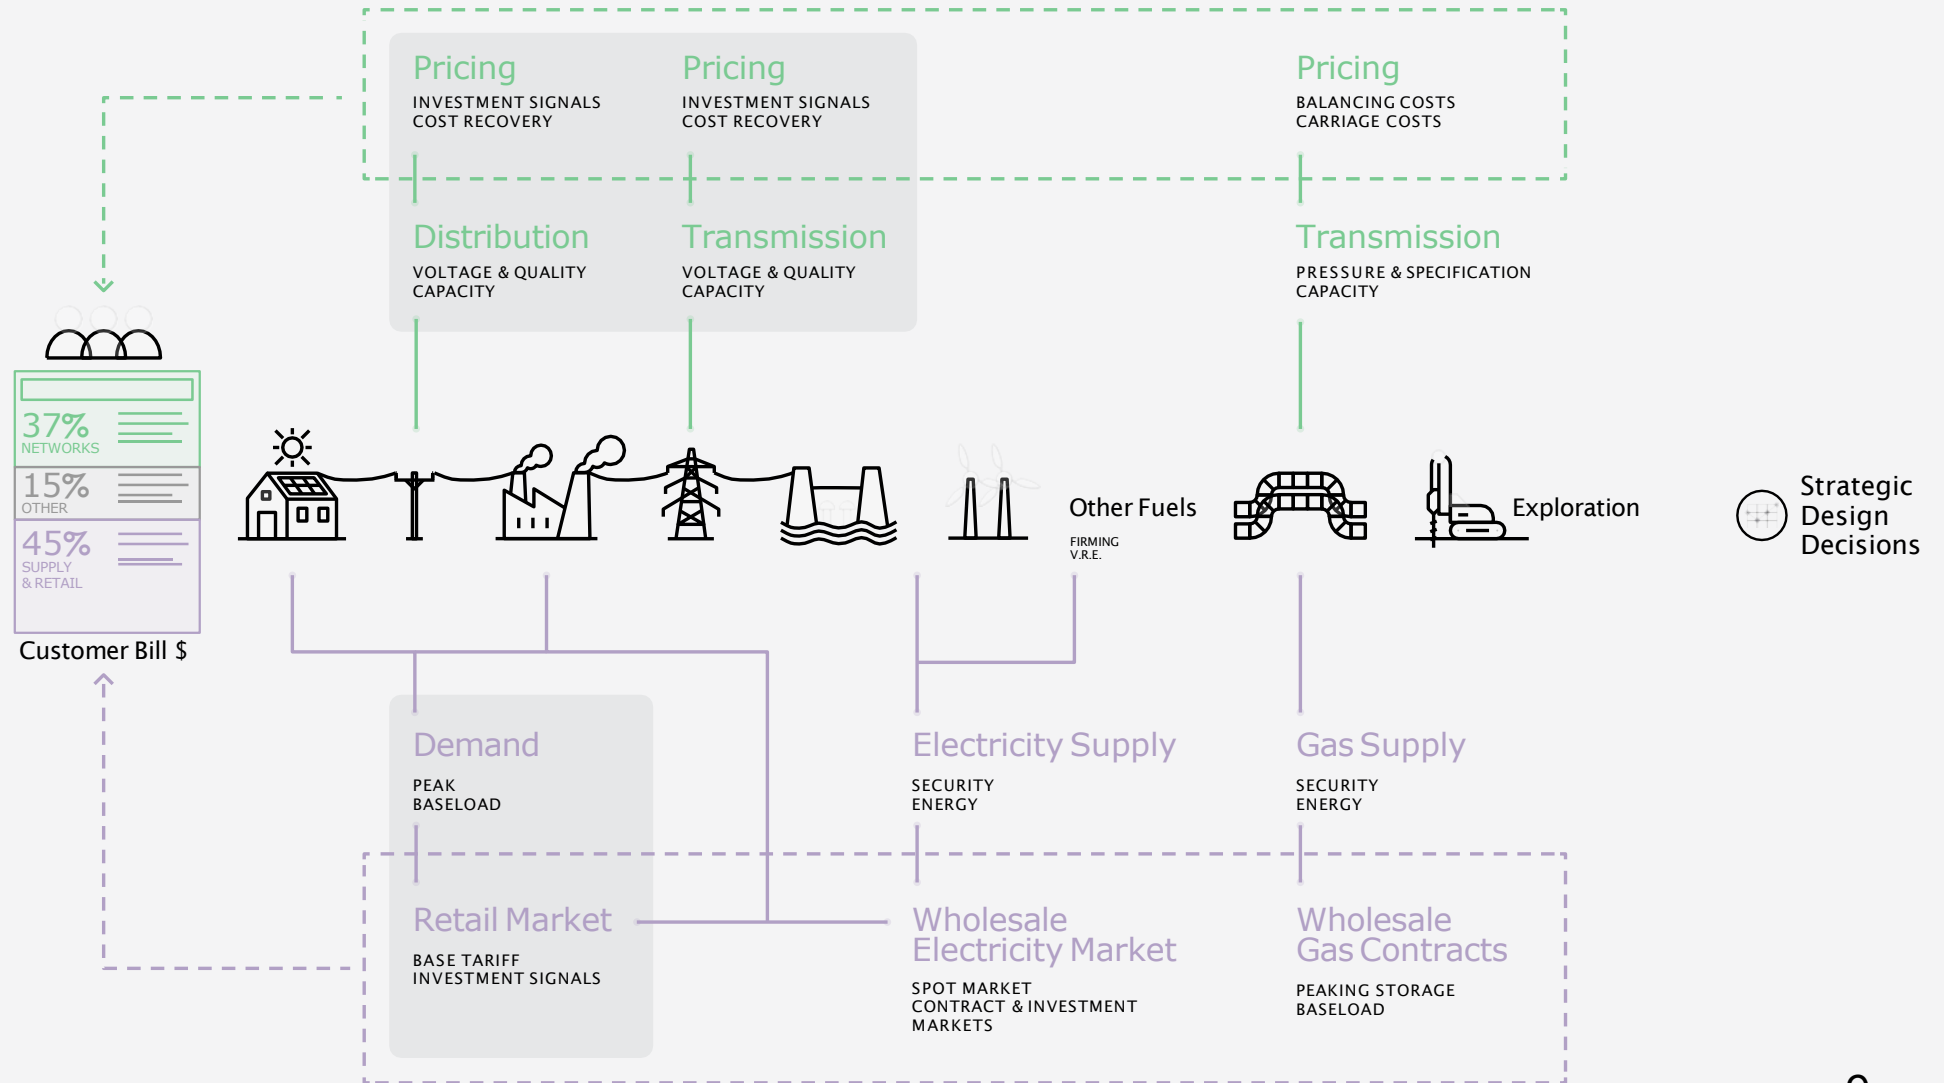 Pricing
INVESTMENT SIGNALS
COST RECOVERY
Pricing
INVESTMENT SIGNALS
COST RECOVERY
Pricing
BALANCING COSTS
CARRIAGE COSTS
Distribution
VOLTAGE & QUALITY
CAPACITY
Transmission
VOLTAGE & QUALITY
CAPACITY
Transmission
PRESSURE & SPECIFICATION
CAPACITY
37%
NETWORKS
15%
OTHER
45%
SUPPLY
& RETAIL
Customer Bill $
Other Fuels
FIRMING
V.R.E.
Exploration
Strategic
Design
Decisions
Demand
PEAK
BASELOAD
Electricity Supply
SECURITY
ENERGY
Gas Supply
SECURITY
ENERGY
Retail Market
BASE TARIFF
INVESTMENT SIGNALS
Wholesale
Electricity Market
SPOT MARKET
CONTRACT & INVESTMENT
MARKETS
Wholesale
Gas Contracts
PEAKING STORAGE
BASELOAD